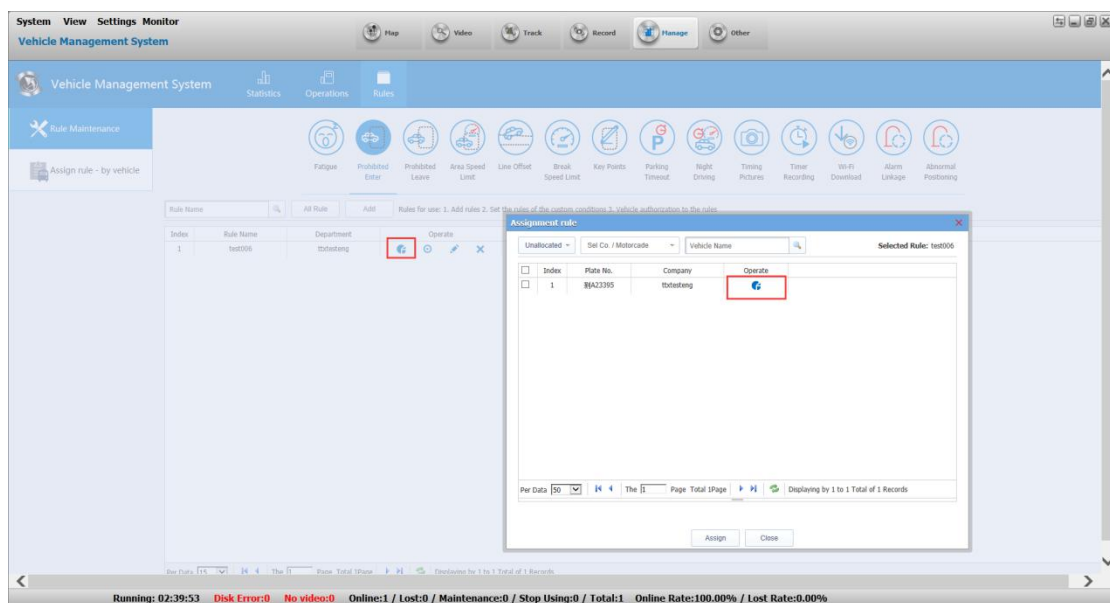 System View Settings Monitor
Vehicle Management System
Map Video Track Record Manage Other
Vehicle Management System Statistics Operations Rules
Rule Maintenance
Assign rule - by vehicle
Fatigue
Prohibited Enter
Prohibited Leave
Area Speed Limit
Line Offset
Break Speed Limit
Key Points
Parking Timeout
Night Driving
Timing Pictures
Timer Recording
Wi-Fi Download
Alarm Linkage
Abnormal Positioning
Rule Name All Rule Add Rules for use: 1. Add rules 2. Set the rules of the custom conditions 3. Vehicle authorization to the rules
Index Rule Name Department Operate
1 test006 ttxtesteng
Assignment rule
Unallocated Sel Co. / Motorcade Vehicle Name Selected Rule: test006
Index Plate No. Company Operate
1 ttxtesteng
Per Data 50 The 1 Page Total 1Page Displaying by 1 to 1 Total of 1 Records
Assign Close
Per Data 15 The 1 Page Total 1Page Displaying by 1 to 1 Total of 1 Records
Running: 02:39:53 Disk Error:0 No video:0 Online:1 / Lost:0 / Maintenance:0 / Stop Using:0 / Total:1 Online Rate:100.00% / Lost Rate:0.00%